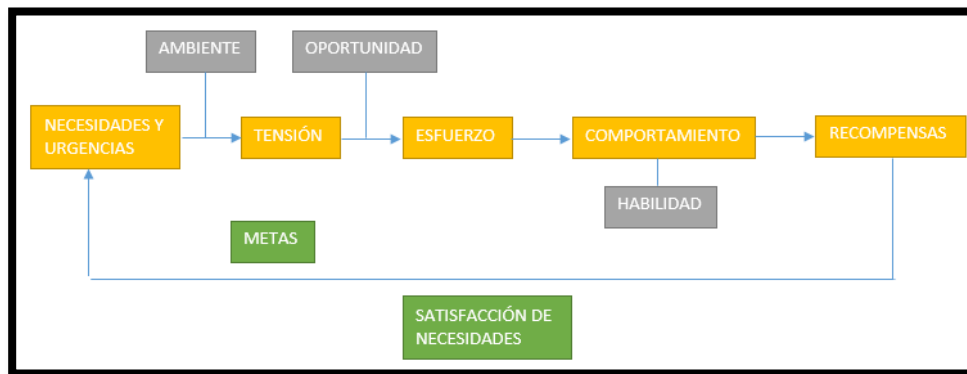 AMBIENTE
OPORTUNIDAD
NECESIDADES Y
URGENCIAS
TENSIÓN
ESFUERZO
COMPORTAMIENTO
RECOMPENSAS
HABILIDAD
METAS
SATISFACCIÓN DE
NECESIDADES